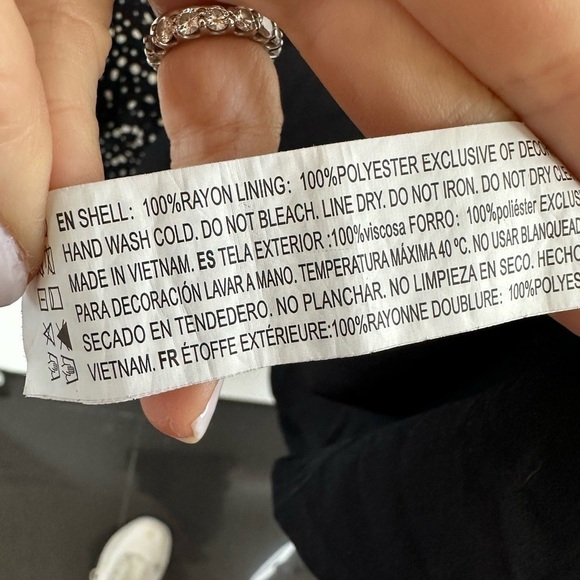 EN SHELL: 100%RAYON LINING: 100%POLYESTER EXCLUSIVE OF
HAND WASH COLD. DO NOT BLEACH. LINE DRY. DO NOT IRON. DO NOT DRY
MADE IN VIETNAM. ES TELA EXTERIOR :100%viscosa FORRO: 100%poliéster
PARA DECORACIÓN LAVAR A MANO. TEMPERATURA MÁXIMA 40 ºC. NO USAR
SECADO EN TENDEDERO. NO PLANCHAR. NO LIMPIEZA EN SECO. HECHO
VIETNAM. FR ÉTOFFE EXTÉRIEURE:100%RAYONNE DOUBLURE: